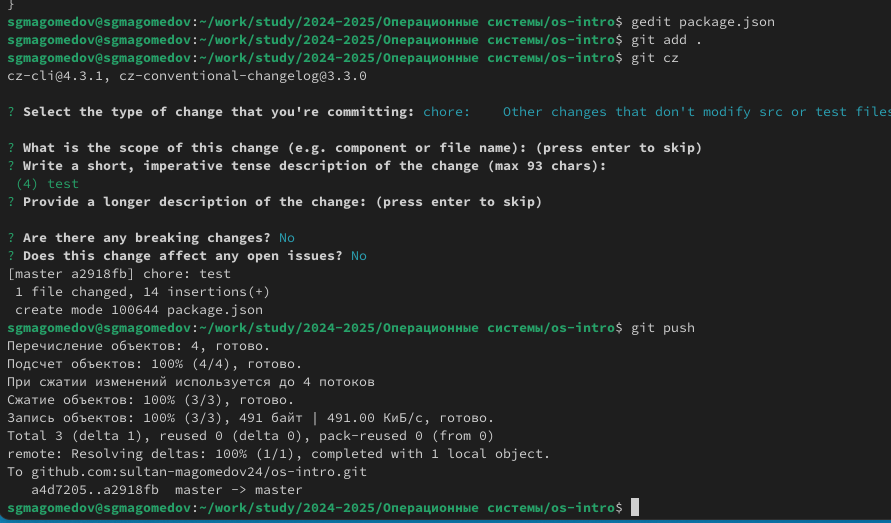 }
sgmagomedov@sgmagomedov:~/work/study/2024-2025/Операционные системы/os-intro$ gedit package.json
sgmagomedov@sgmagomedov:~/work/study/2024-2025/Операционные системы/os-intro$ git add .
sgmagomedov@sgmagomedov:~/work/study/2024-2025/Операционные системы/os-intro$ git cz
cz-cli@4.3.1, cz-conventional-changelog@3.3.0
? Select the type of change that you're committing: chore:    Other changes that don't modify src or test files
? What is the scope of this change (e.g. component or file name): (press enter to skip)
? Write a short, imperative tense description of the change (max 93 chars):
 (4) test
? Provide a longer description of the change: (press enter to skip)
? Are there any breaking changes? No
? Does this change affect any open issues? No
[master a2918fb] chore: test
 1 file changed, 14 insertions(+)
 create mode 100644 package.json
sgmagomedov@sgmagomedov:~/work/study/2024-2025/Операционные системы/os-intro$ git push
Перечисление объектов: 4, готово.
Подсчет объектов: 100% (4/4), готово.
При сжатии изменений используется до 4 потоков
Сжатие объектов: 100% (3/3), готово.
Запись объектов: 100% (3/3), 491 байт | 491.00 КиБ/с, готово.
Total 3 (delta 1), reused 0 (delta 0), pack-reused 0 (from 0)
remote: Resolving deltas: 100% (1/1), completed with 1 local object.
To github.com:sultan-magomedov24/os-intro.git
   a4d7205..a2918fb  master -> master
sgmagomedov@sgmagomedov:~/work/study/2024-2025/Операционные системы/os-intro$